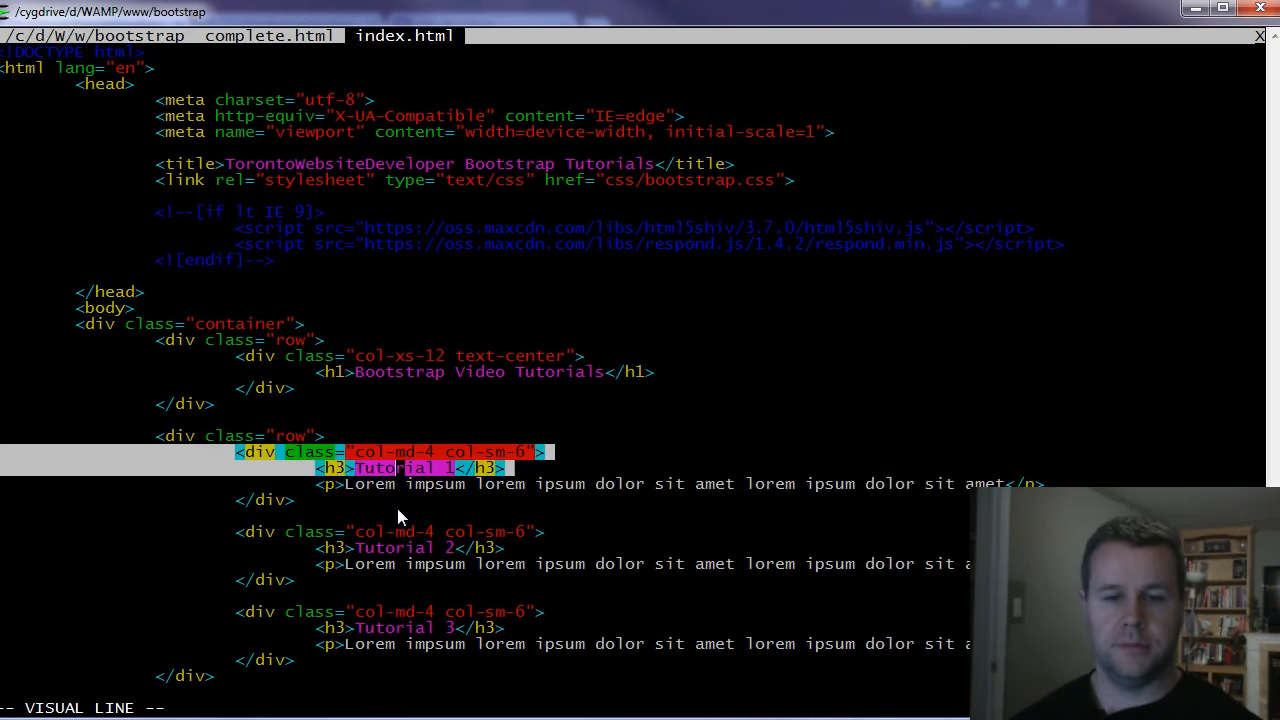 /cygdrive/d/WAMP/www/bootstrap
/c/d/W/w/bootstrap complete.html index.html X
<!DOCTYPE html>
<html lang="en">
<head>
<meta charset="utf-8">
<meta http-equiv="X-UA-Compatible" content="IE=edge">
<meta name="viewport" content="width=device-width, initial-scale=1">
<title>TorontoWebsiteDeveloper Bootstrap Tutorials</title>
<link rel="stylesheet" type="text/css" href="css/bootstrap.css">
<!--[if lt IE 9]>
<script src="https://oss.maxcdn.com/libs/html5shiv/3.7.0/html5shiv.js"></script>
<script src="https://oss.maxcdn.com/libs/respond.js/1.4.2/respond.min.js"></script>
<![endif]-->
</head>
<body>
<div class="container">
<div class="row">
<div class="col-xs-12 text-center">
<h1>Bootstrap Video Tutorials</h1>
</div>
</div>
<div class="row">
<div class="col-md-4 col-sm-6">
<h3>Tutorial 1</h3>
<p>Lorem impsum lorem ipsum dolor sit amet lorem ipsum dolor sit amet</p>
</div>
<div class="col-md-4 col-sm-6">
<h3>Tutorial 2</h3>
<p>Lorem impsum lorem ipsum dolor sit amet lorem ipsum dolor sit a
</div>
<div class="col-md-4 col-sm-6">
<h3>Tutorial 3</h3>
<p>Lorem impsum lorem ipsum dolor sit amet lorem ipsum dolor sit a
</div>
</div>
-- VISUAL LINE --